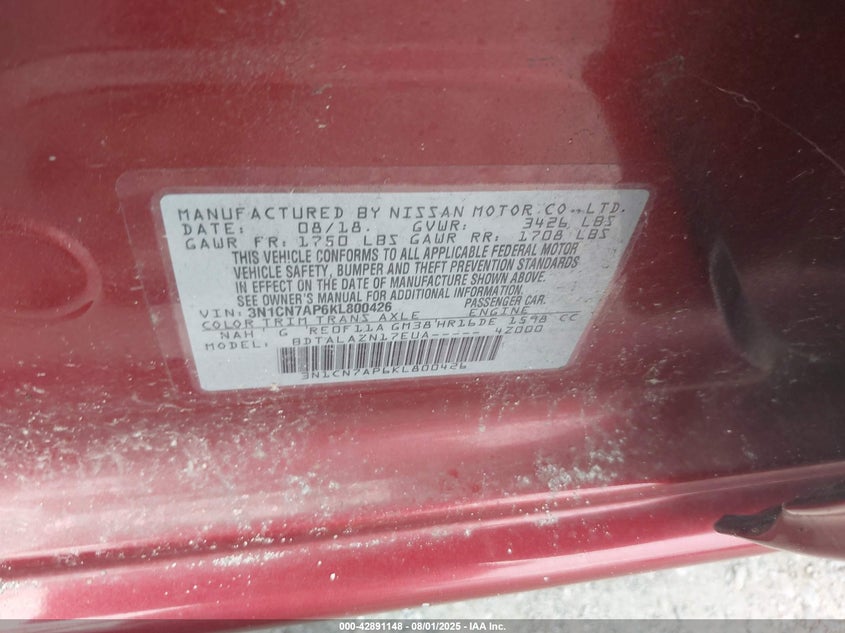 MANUFACTURED BY NISSAN MOTOR CO., LTD.
DATE: 08/18. GVWR: 3426 LBS
GAWR FR: 1750 LBS GAWR RR: 1708 LBS
THIS VEHICLE CONFORMS TO ALL APPLICABLE FEDERAL MOTOR
VEHICLE SAFETY, BUMPER AND THEFT PREVENTION STANDARDS
IN EFFECT ON THE DATE OF MANUFACTURE SHOWN ABOVE.
SEE OWNER'S MANUAL FOR ADDITIONAL INFORMATION.
VIN: 3N1CN7AP6KL800426 PASSENGER CAR.
COLOR TRIM TRANS AXLE ENGINE
NAH G RE0F11A GM38 HR16DE 1598 CC
MODEL: BDTALAZN17EUA----- 4Z000
3N1CN7AP6KL800426
000-42891148 - 08/01/2025 - IAA Inc.